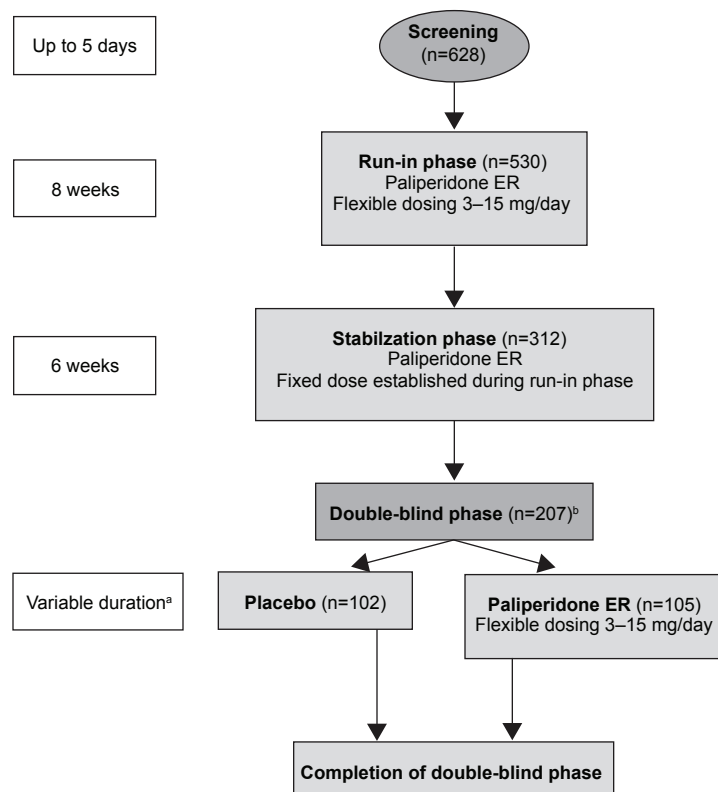 Up to 5 days
Screening
(n=628)
8 weeks
Run-in phase (n=530)
Paliperidone ER
Flexible dosing 3–15 mg/day
6 weeks
Stabilzation phase (n=312)
Paliperidone ER
Fixed dose established during run-in phase
Double-blind phase (n=207)ᵇ
Variable durationᵃ
Placebo (n=102)
Paliperidone ER (n=105)
Flexible dosing 3–15 mg/day
Completion of double-blind phase